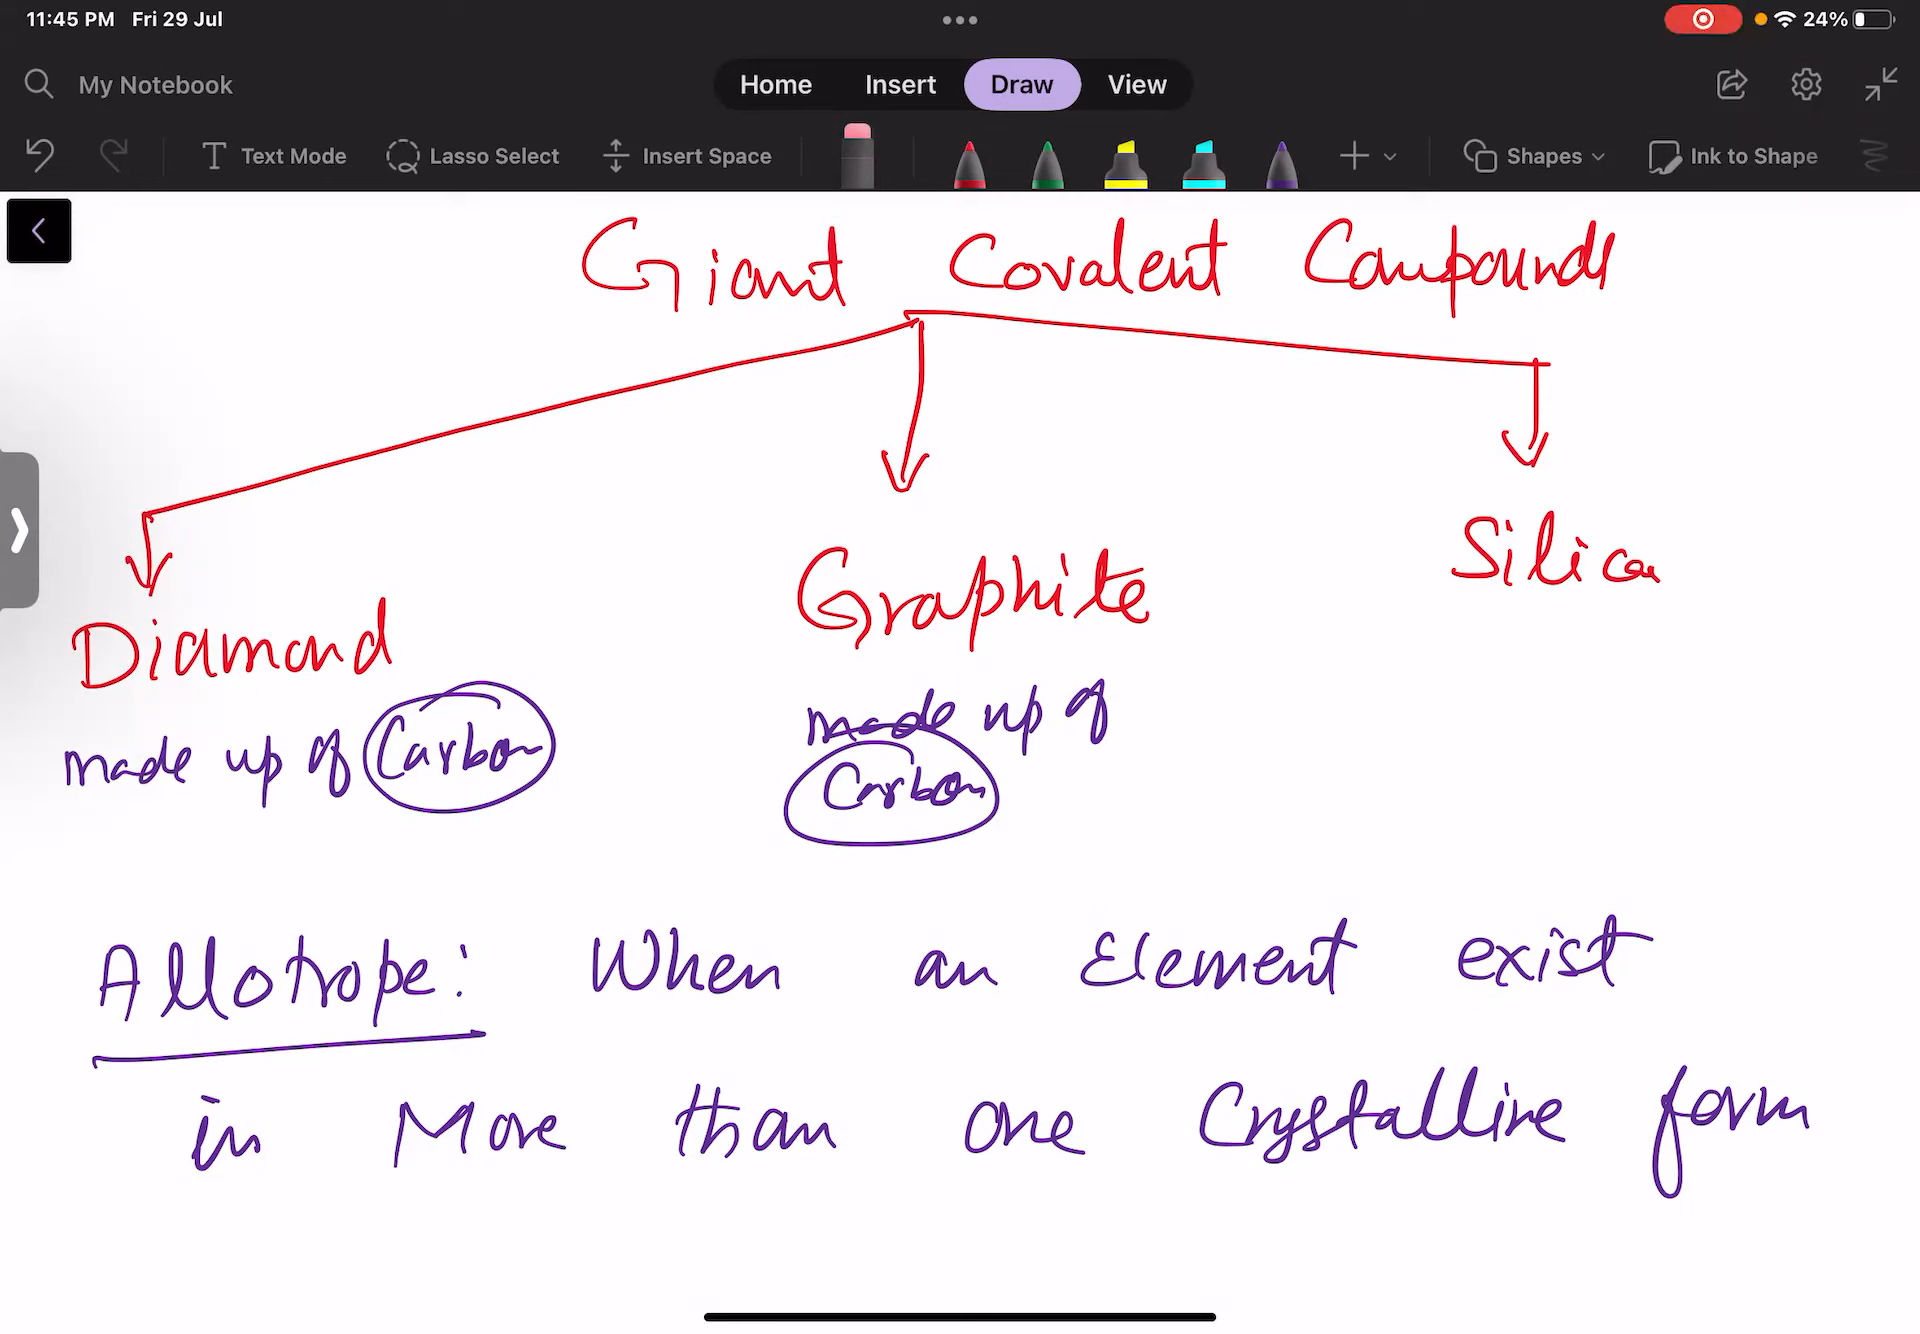 11:45 PM Fri 29 Jul
24%
My Notebook
Home Insert Draw View
Text Mode Lasso Select Insert Space Shapes Ink to Shape
Giant Covalent Compounds
Diamond
made up of Carbon
Graphite
made up of
Carbon
Silica
Allotrope: When an Element exist
in More than one Crystalline form